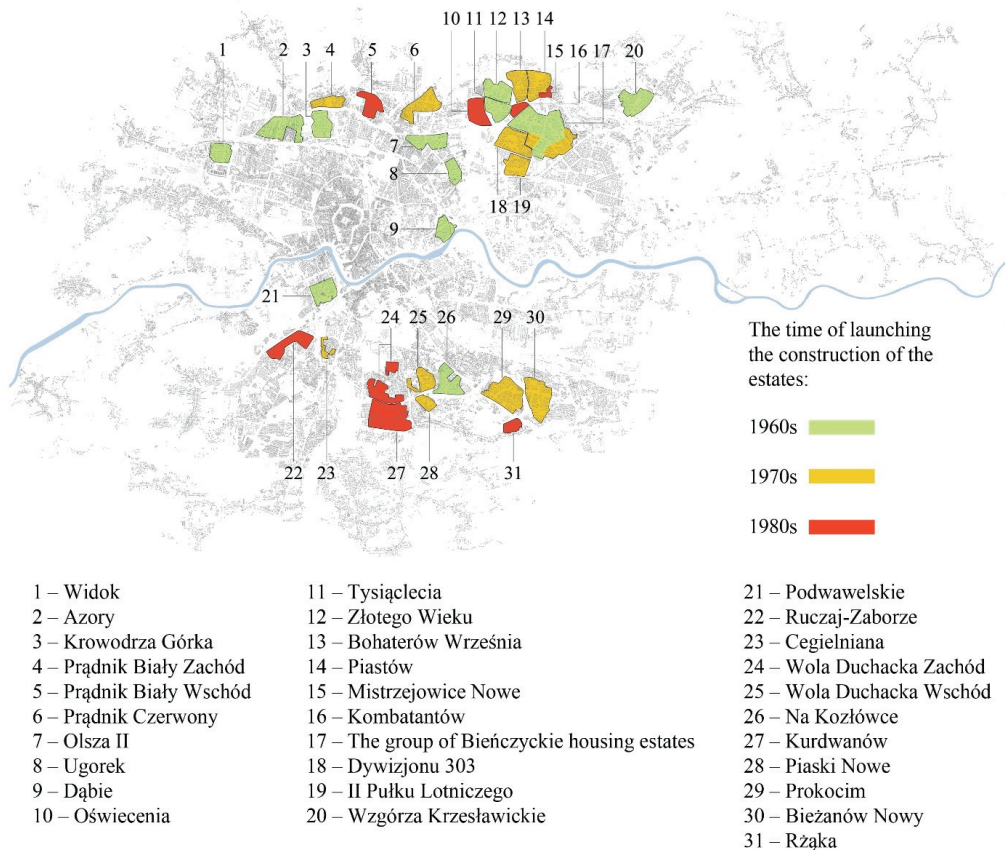 10 11 12 13 14
1 2 3 4 5 6 15 16 17 20
7
8
18 19
9
21
24 25 26 29 30
The time of launching
the construction of the
estates:
1960s
22 23 27 28 31
1970s
1980s
1 – Widok
2 – Azory
3 – Krowodrza Górka
4 – Prądnik Biały Zachód
5 – Prądnik Biały Wschód
6 – Prądnik Czerwony
7 – Olsza II
8 – Ugorek
9 – Dąbie
10 – Oświecenia
11 – Tysiąclecia
12 – Złotego Wieku
13 – Bohaterów Września
14 – Piastów
15 – Mistrzejowice Nowe
16 – Kombatantów
17 – The group of Bieńczyckie housing estates
18 – Dywizjonu 303
19 – II Pułku Lotniczego
20 – Wzgórza Krzesławickie
21 – Podwawelskie
22 – Ruczaj-Zaborze
23 – Cegielniana
24 – Wola Duchacka Zachód
25 – Wola Duchacka Wschód
26 – Na Kozłówce
27 – Kurdwanów
28 – Piaski Nowe
29 – Prokocim
30 – Bieżanów Nowy
31 – Rżąka